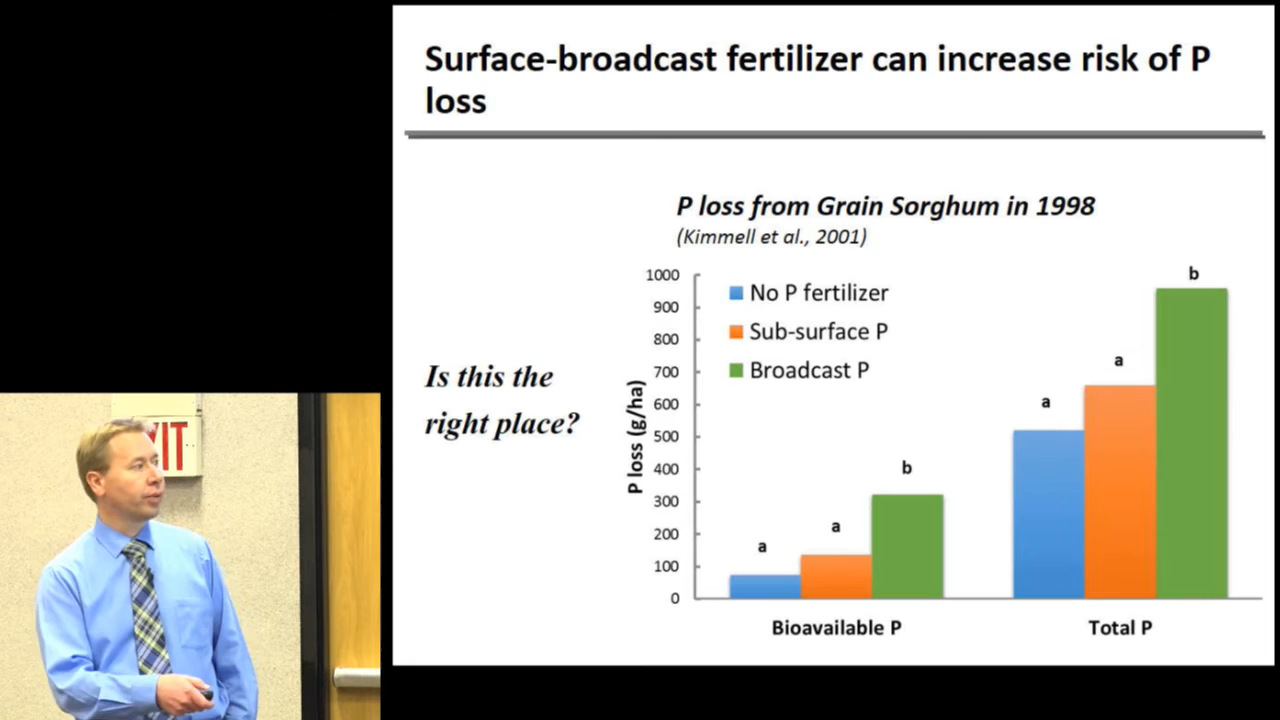 Surface-broadcast fertilizer can increase risk of P
loss
P loss from Grain Sorghum in 1998
(Kimmell et al., 2001)
Is this the
right place?
P loss (g/ha)
1000
900
800
700
600
500
400
300
200
100
0
No P fertilizer
Sub-surface P
Broadcast P
a
a
b
a
a
b
Bioavailable P
Total P
XIT